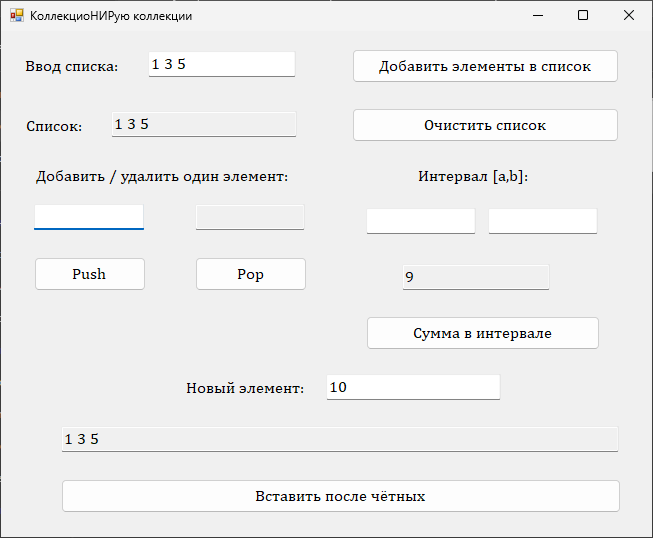 КоллекциоНИРую коллекции
Ввод списка: 1 3 5 Добавить элементы в список
Список: 1 3 5 Очистить список
Добавить / удалить один элемент: Интервал [a,b]:
Push Pop 9
Сумма в интервале
Новый элемент: 10
1 3 5
Вставить после чётных